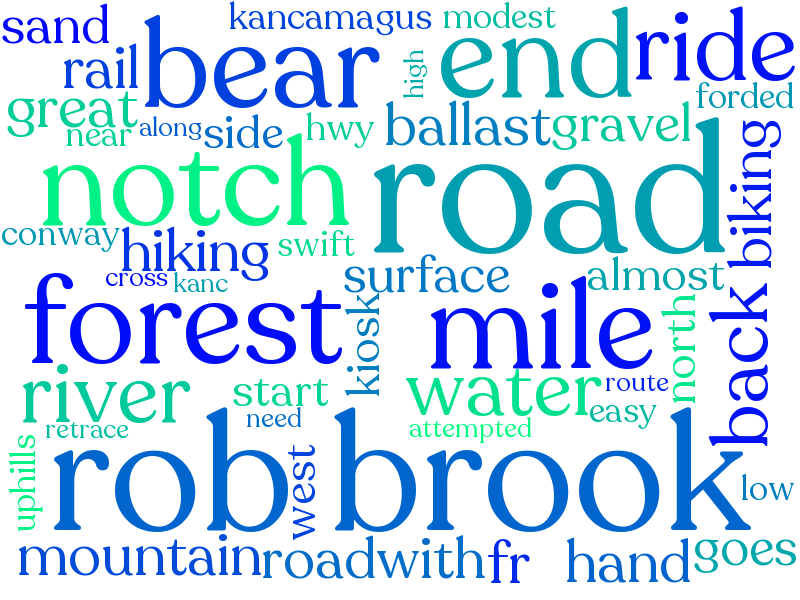 sand
kancamagus
modest
ride
rail
bear
high
end
forded
great
near
along
side
hwy
ballast
gravel
biking
notch
road
conway
hiking
swift
cross
kanc
surface
almost
forest
kiosk
mile
north
back
river
start
water
route
easy
need
retrace
attempted
uphills
rob
west
brook
low
mountain
roadwith
fr
hand
goes